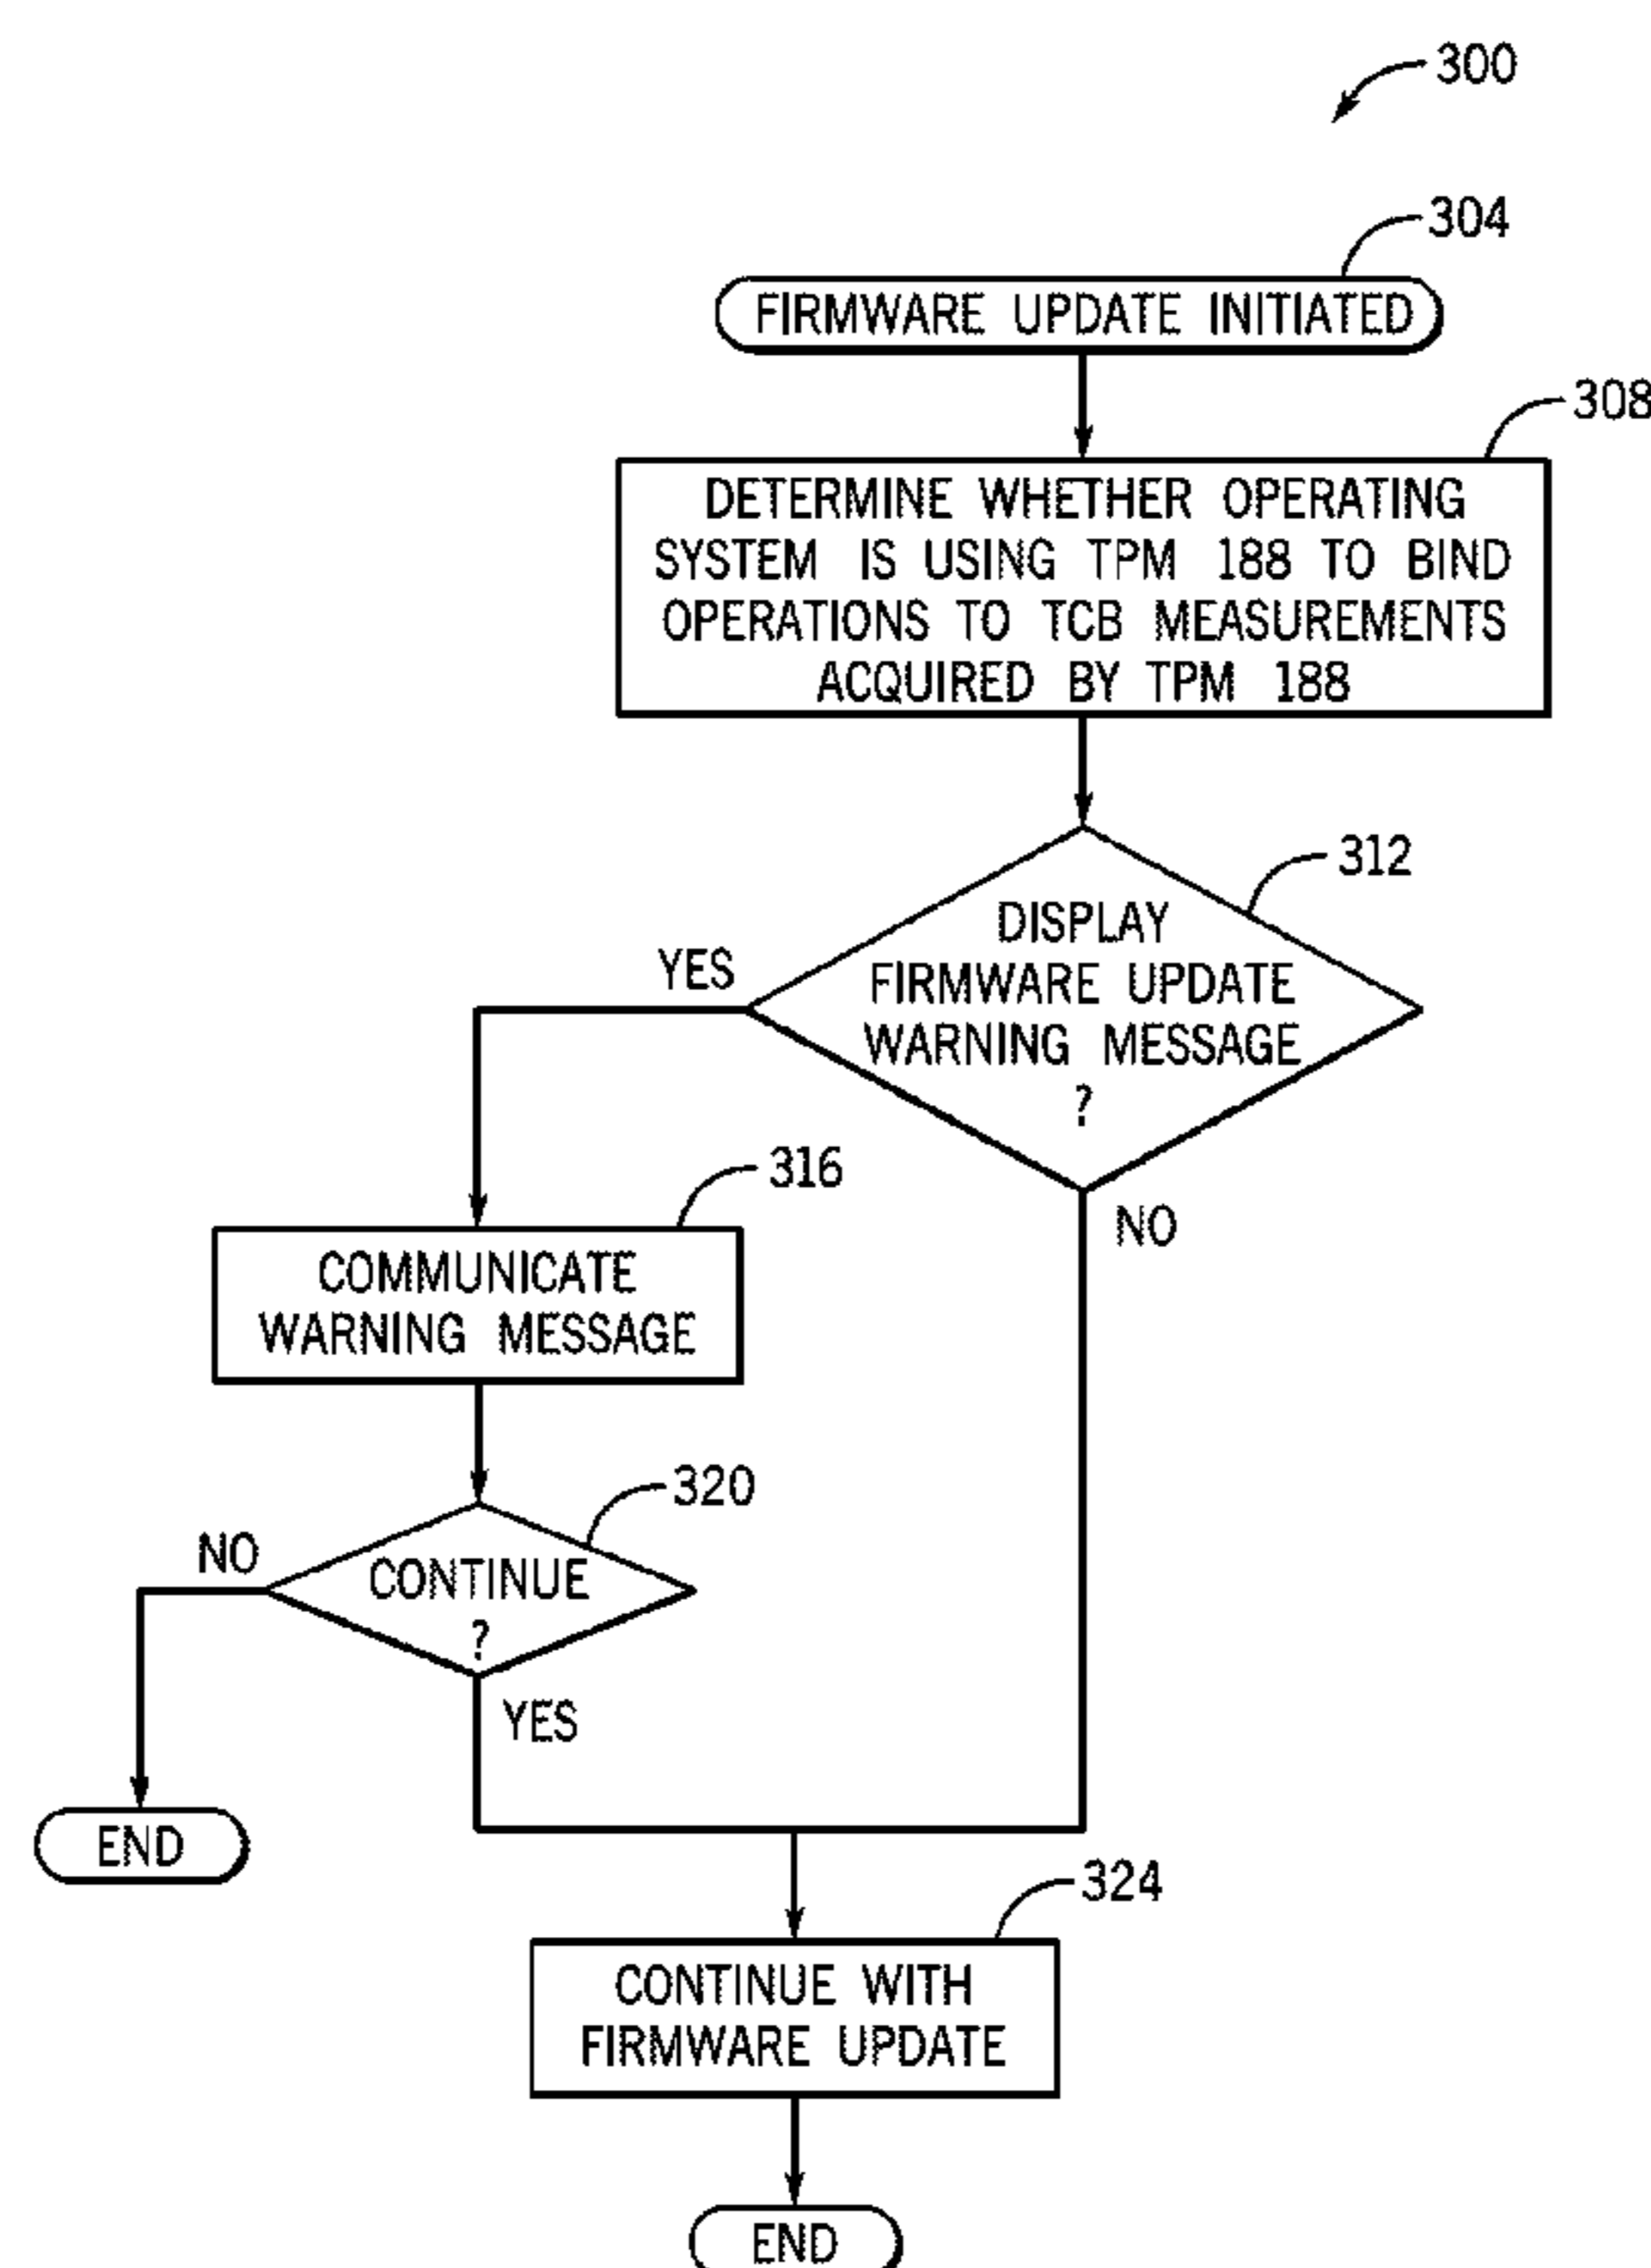 300
304
FIRMWARE UPDATE INITIATED
308
DETERMINE WHETHER OPERATING
SYSTEM IS USING TPM 188 TO BIND
OPERATIONS TO TCB MEASUREMENTS
ACQUIRED BY TPM 188
312
DISPLAY
FIRMWARE UPDATE
WARNING MESSAGE
?
YES
NO
316
COMMUNICATE
WARNING MESSAGE
320
CONTINUE
?
NO
YES
END
324
CONTINUE WITH
FIRMWARE UPDATE
END